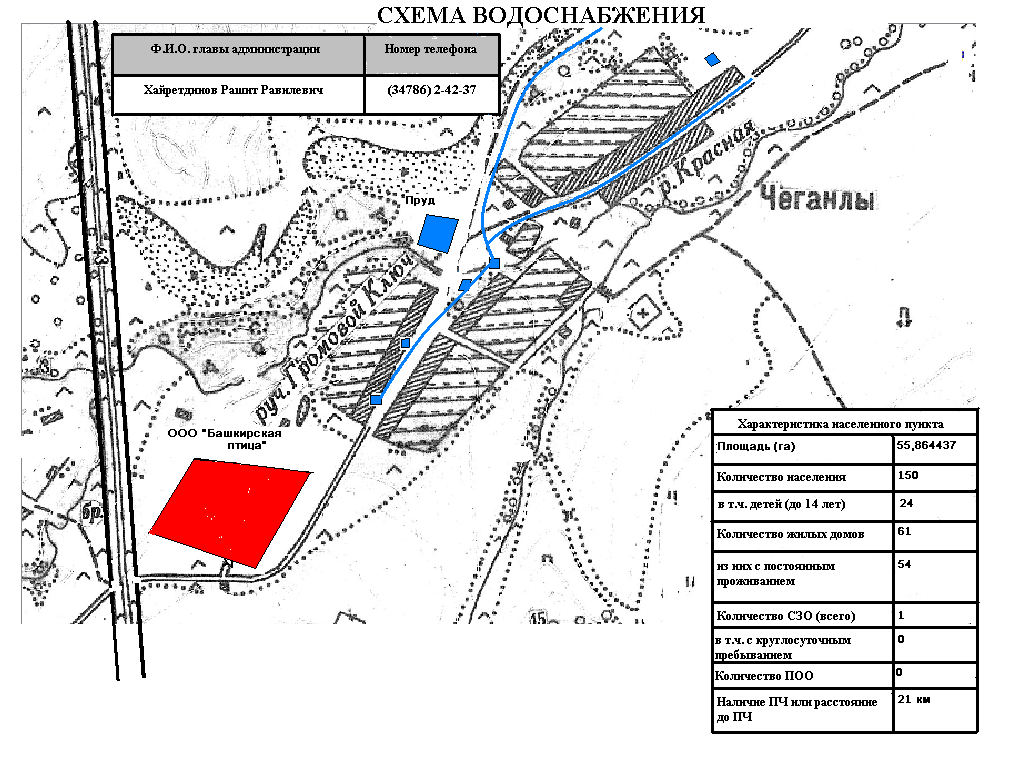 СХЕМА ВОДОСНАБЖЕНИЯ
Ф.И.О. главы администрации
Номер телефона
Хайретдинов Рашит Равилевич
(34786) 2-42-37
Пруд
р.Красная
Чеганлы
руч.Громовой Ключ
ООО "Башкирская
птица"
бр.
Характеристика населенного пункта
Площадь (га)
55,864437
Количество населения
150
в т.ч. детей (до 14 лет)
24
Количество жилых домов
61
из них с постоянным
проживанием
54
Количество СЗО (всего)
1
в т.ч. с круглосуточным
пребыванием
0
Количество ПОО
0
Наличие ПЧ или расстояние
до ПЧ
21 км